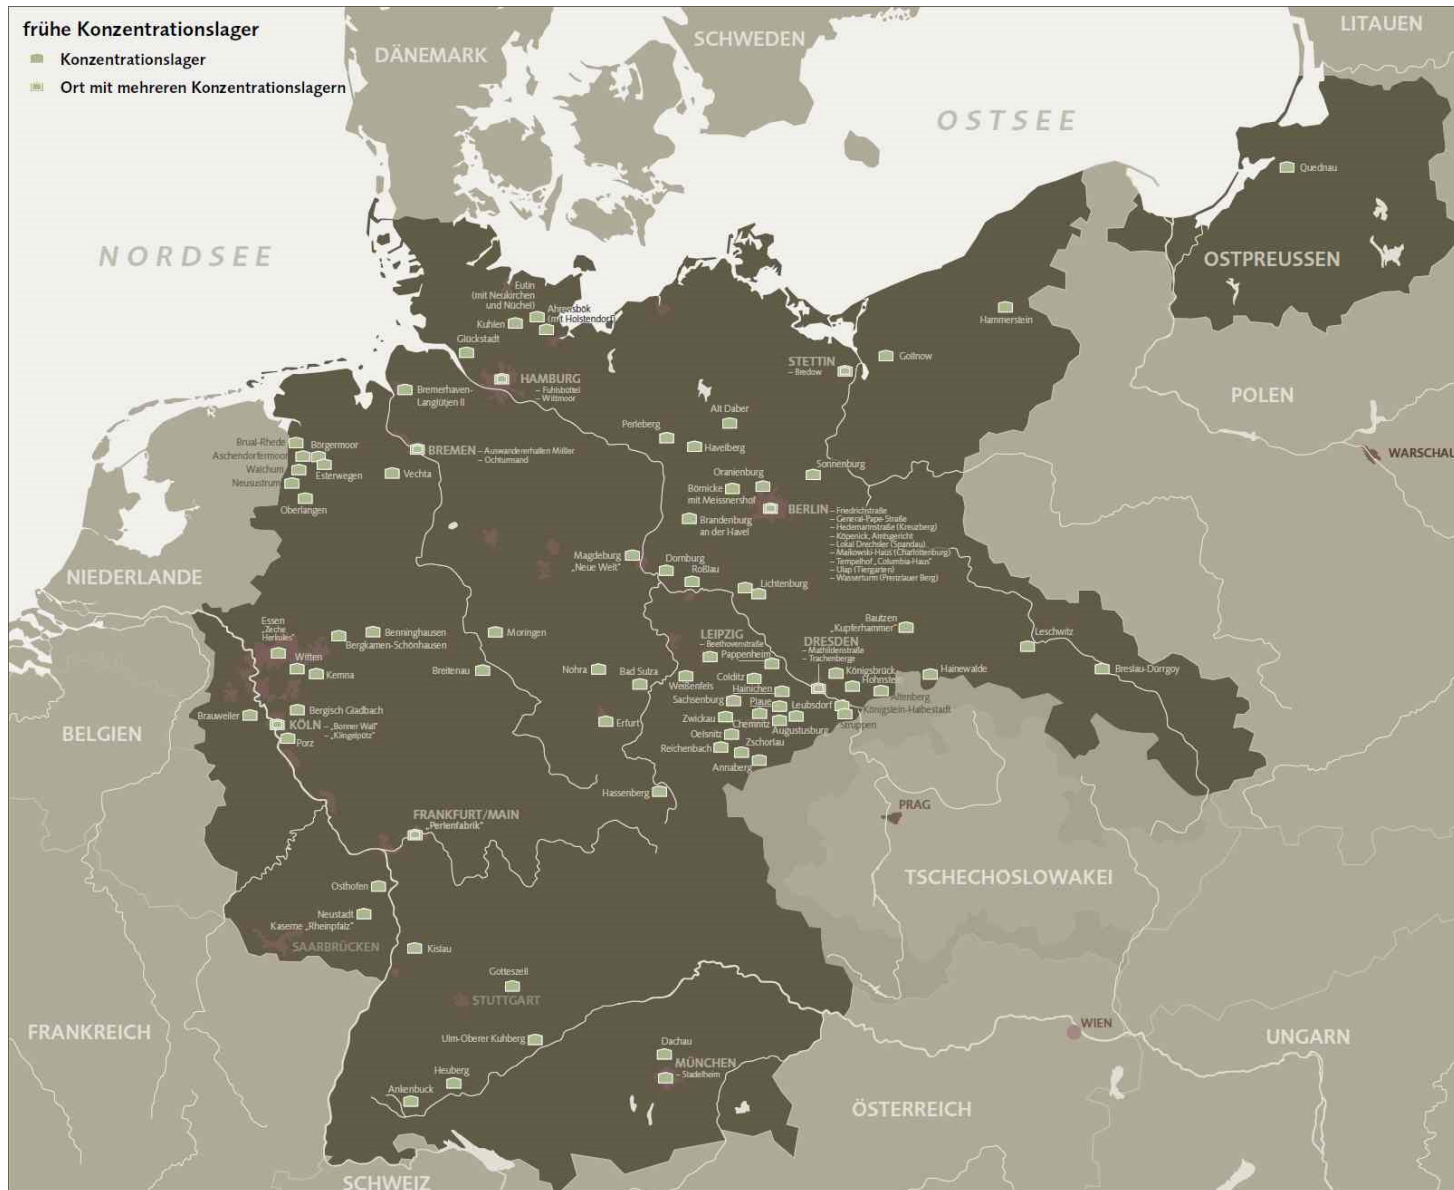 frühe Konzentrationslager
Konzentrationslager
Ort mit mehreren Konzentrationslagern
DÄNEMARK
SCHWEDEN
LITAUEN
OSTSEE
NORDSEE
Quednau
OSTPREUSSEN
Eutin
(mit Neukirchen
und Nüchel)
Ahrensbök
(mit Holstendorf)
Kuhlen
Glückstadt
Hammerstein
Gollnow
STETTIN
– Bredow
HAMBURG
– Fuhlsbüttel
– Wittmoor
Bremerhaven-
Langlütjen II
POLEN
Alt Daber
Perleberg
Havelberg
BREMEN
– Auswandererhallen Mißler
– Ochtumsand
WARSCHAU
Brual-Rhede
Börgermoor
Aschendorfermoor
Walchum
Esterwegen
Neusustrum
Oberlangen
Vechta
Oranienburg
Sonnenburg
Börnicke
mit Meissnershof
BERLIN
– Friedrichstraße
– General-Pape-Straße
– Hedemannstraße (Kreuzberg)
– Köpenick, Amtsgericht
– Lokal Drechsler (Spandau)
– Maikowski-Haus (Charlottenburg)
– Tempelhof „Columbia-Haus“
– Ulap (Tiergarten)
– Wasserturm (Prenzlauer Berg)
Brandenburg
an der Havel
Magdeburg
„Neue Welt“
Dornburg
Roßlau
Lichtenburg
NIEDERLANDE
Essen
„Zeche
Herkules“
Benninghausen
Bergkamen-Schönhausen
Witten
Kemna
Moringen
Breitenau
Nohra
Bad Sulza
LEIPZIG
– Beethovenstraße
Pappenheim
DRESDEN
– Mathildenstraße
– Trachenberge
Bautzen
„Kupferhammer“
Leschwitz
Breslau-Dürrgoy
Weißenfels
Colditz
Hainichen
Königsbrück
Hohnstein
Hainewalde
Altenberg
Königstein-Halbestadt
Struppen
Sachsenburg
Plaue
Leubsdorf
Zwickau
Chemnitz
Augustusburg
Oelsnitz
Zschorlau
Reichenbach
Annaberg
Bergisch Gladbach
Brauweiler
KÖLN
– „Bonner Wall“
– „Klingelpütz“
Porz
Erfurt
BELGIEN
Hassenberg
PRAG
FRANKFURT/MAIN
„Perlenfabrik“
TSCHECHOSLOWAKEI
Osthofen
Neustadt
Kaserne „Rheinpfalz“
SAARBRÜCKEN
Kislau
Gotteszell
STUTTGART
FRANKREICH
WIEN
UNGARN
Ulm-Oberer Kuhberg
Dachau
MÜNCHEN
– Stadelheim
Heuberg
Ankenbuck
ÖSTERREICH
SCHWEIZ